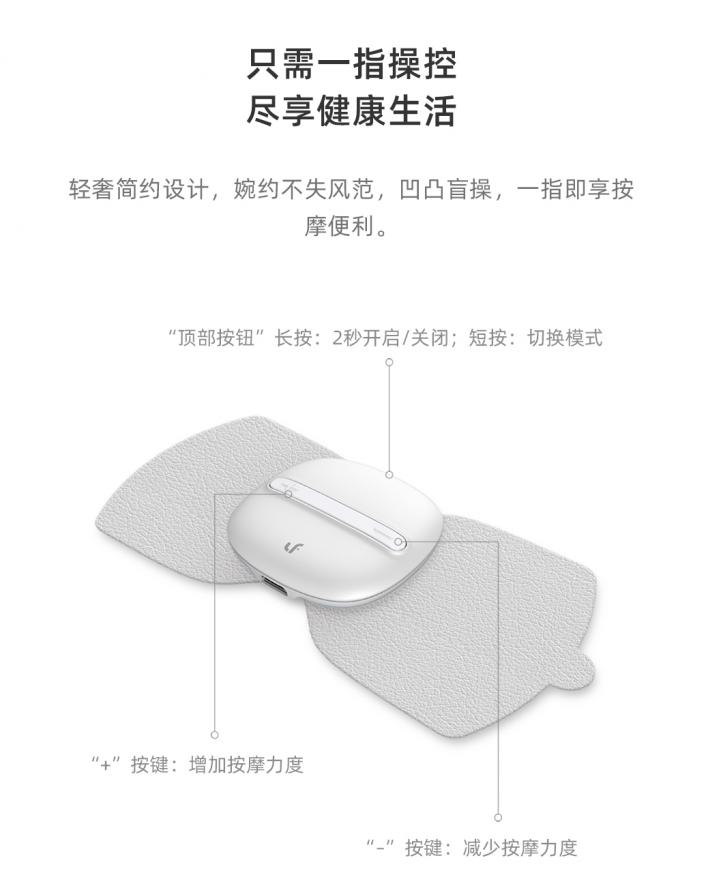 只需一指操控
尽享健康生活
轻奢简约设计，婉约不失风范，凹凸盲操，一指即享按
摩便利。
“顶部按钮”长按：2秒开启/关闭；短按：切换模式
“+”按键：增加按摩力度
“-”按键：减少按摩力度